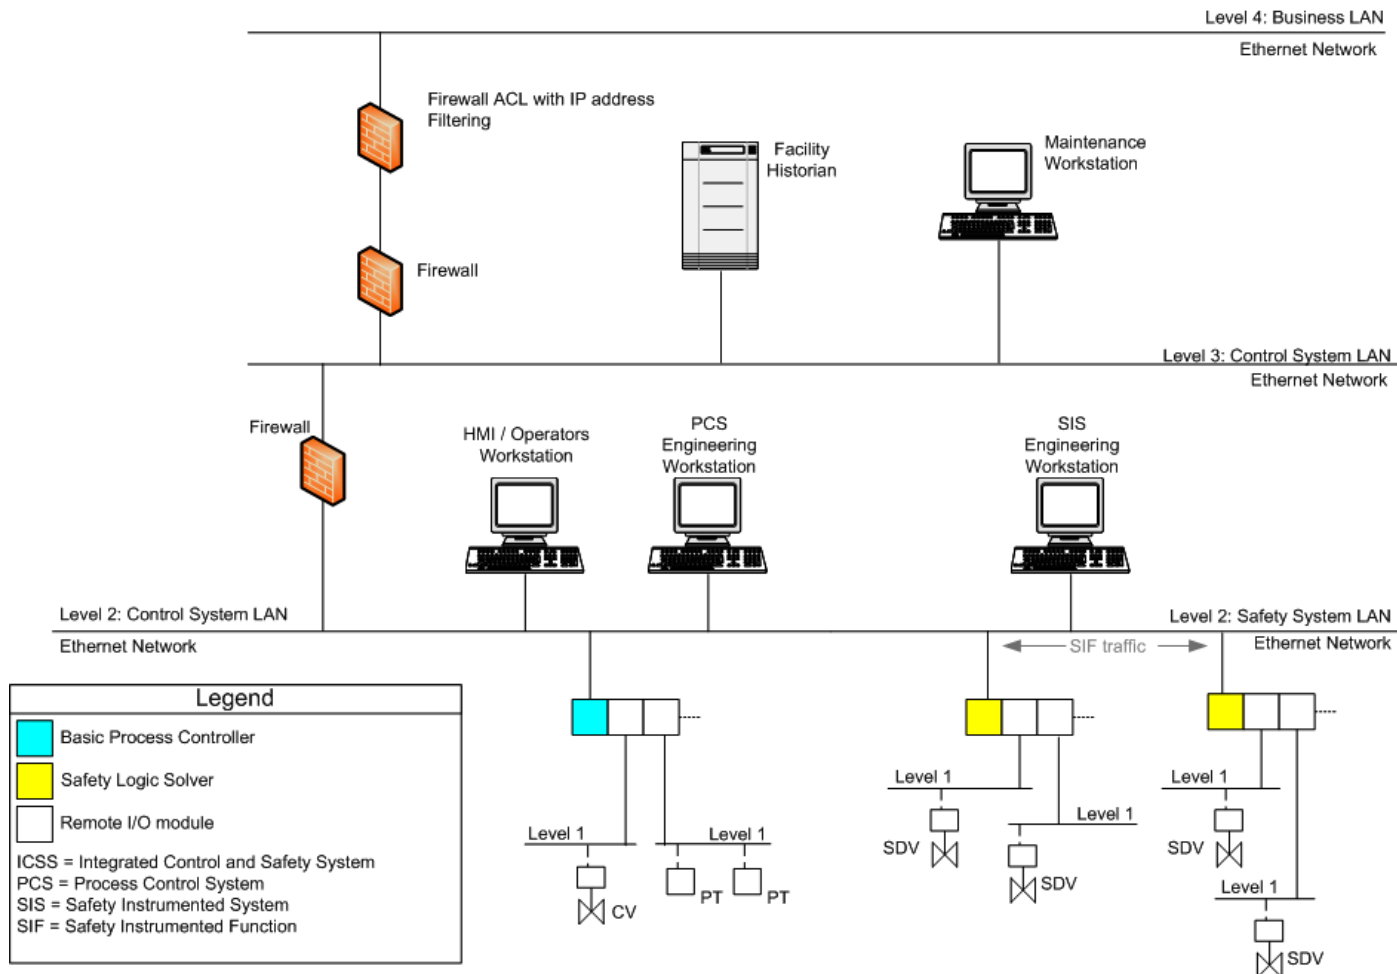 Level 4: Business LAN
Ethernet Network
Firewall ACL with IP address
Filtering
Facility
Historian
Maintenance
Workstation
Firewall
Level 3: Control System LAN
Ethernet Network
Firewall
HMI / Operators
Workstation
PCS
Engineering
Workstation
SIS
Engineering
Workstation
Level 2: Control System LAN
Ethernet Network
Level 2: Safety System LAN
Ethernet Network
SIF traffic
Legend
Basic Process Controller
Safety Logic Solver
Remote I/O module
ICSS = Integrated Control and Safety System
PCS = Process Control System
SIS = Safety Instrumented System
SIF = Safety Instrumented Function
Level 1
CV
Level 1
PT
PT
Level 1
SDV
Level 1
SDV
Level 1
SDV
Level 1
SDV